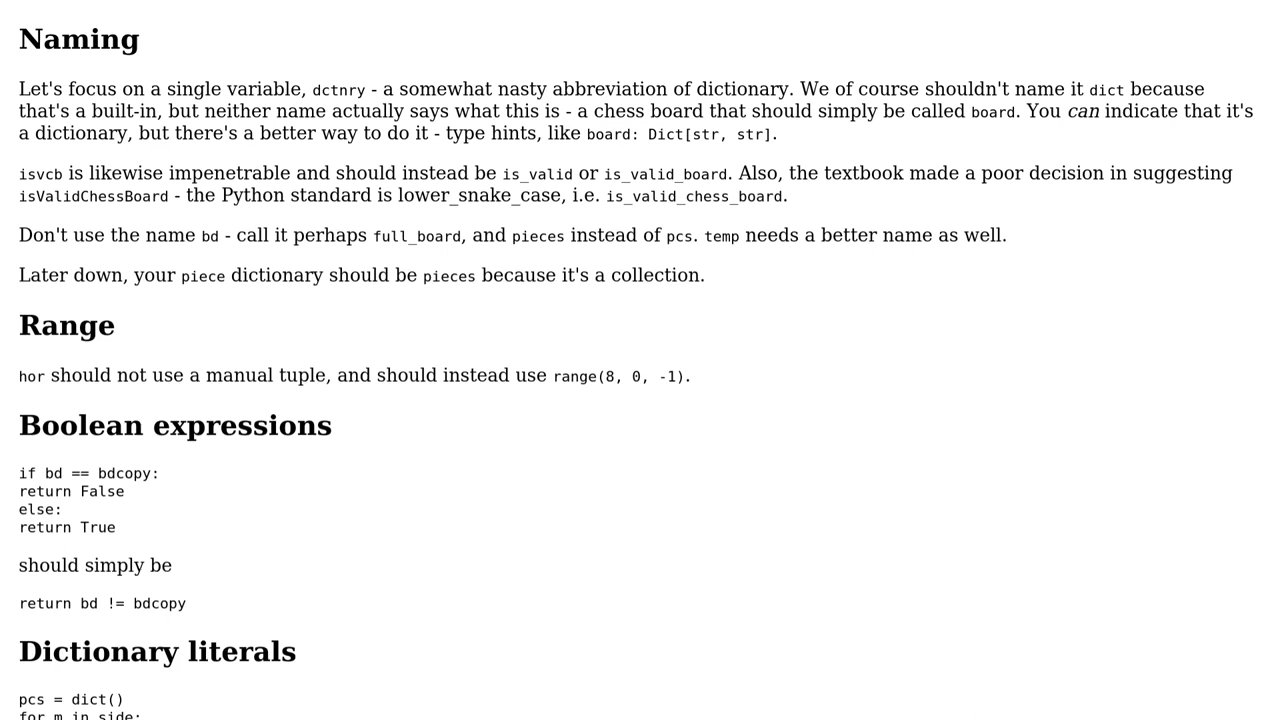 Naming
Let's focus on a single variable, dctnry - a somewhat nasty abbreviation of dictionary. We of course shouldn't name it dict because
that's a built-in, but neither name actually says what this is - a chess board that should simply be called board. You can indicate that it's
a dictionary, but there's a better way to do it - type hints, like board: Dict[str, str].
isvcb is likewise impenetrable and should instead be is_valid or is_valid_board. Also, the textbook made a poor decision in suggesting
isValidChessBoard - the Python standard is lower_snake_case, i.e. is_valid_chess_board.
Don't use the name bd - call it perhaps full_board, and pieces instead of pcs. temp needs a better name as well.
Later down, your piece dictionary should be pieces because it's a collection.
Range
hor should not use a manual tuple, and should instead use range(8, 0, -1).
Boolean expressions
if bd == bdcopy:
return False
else:
return True
should simply be
return bd != bdcopy
Dictionary literals
pcs = dict()
for m in side: